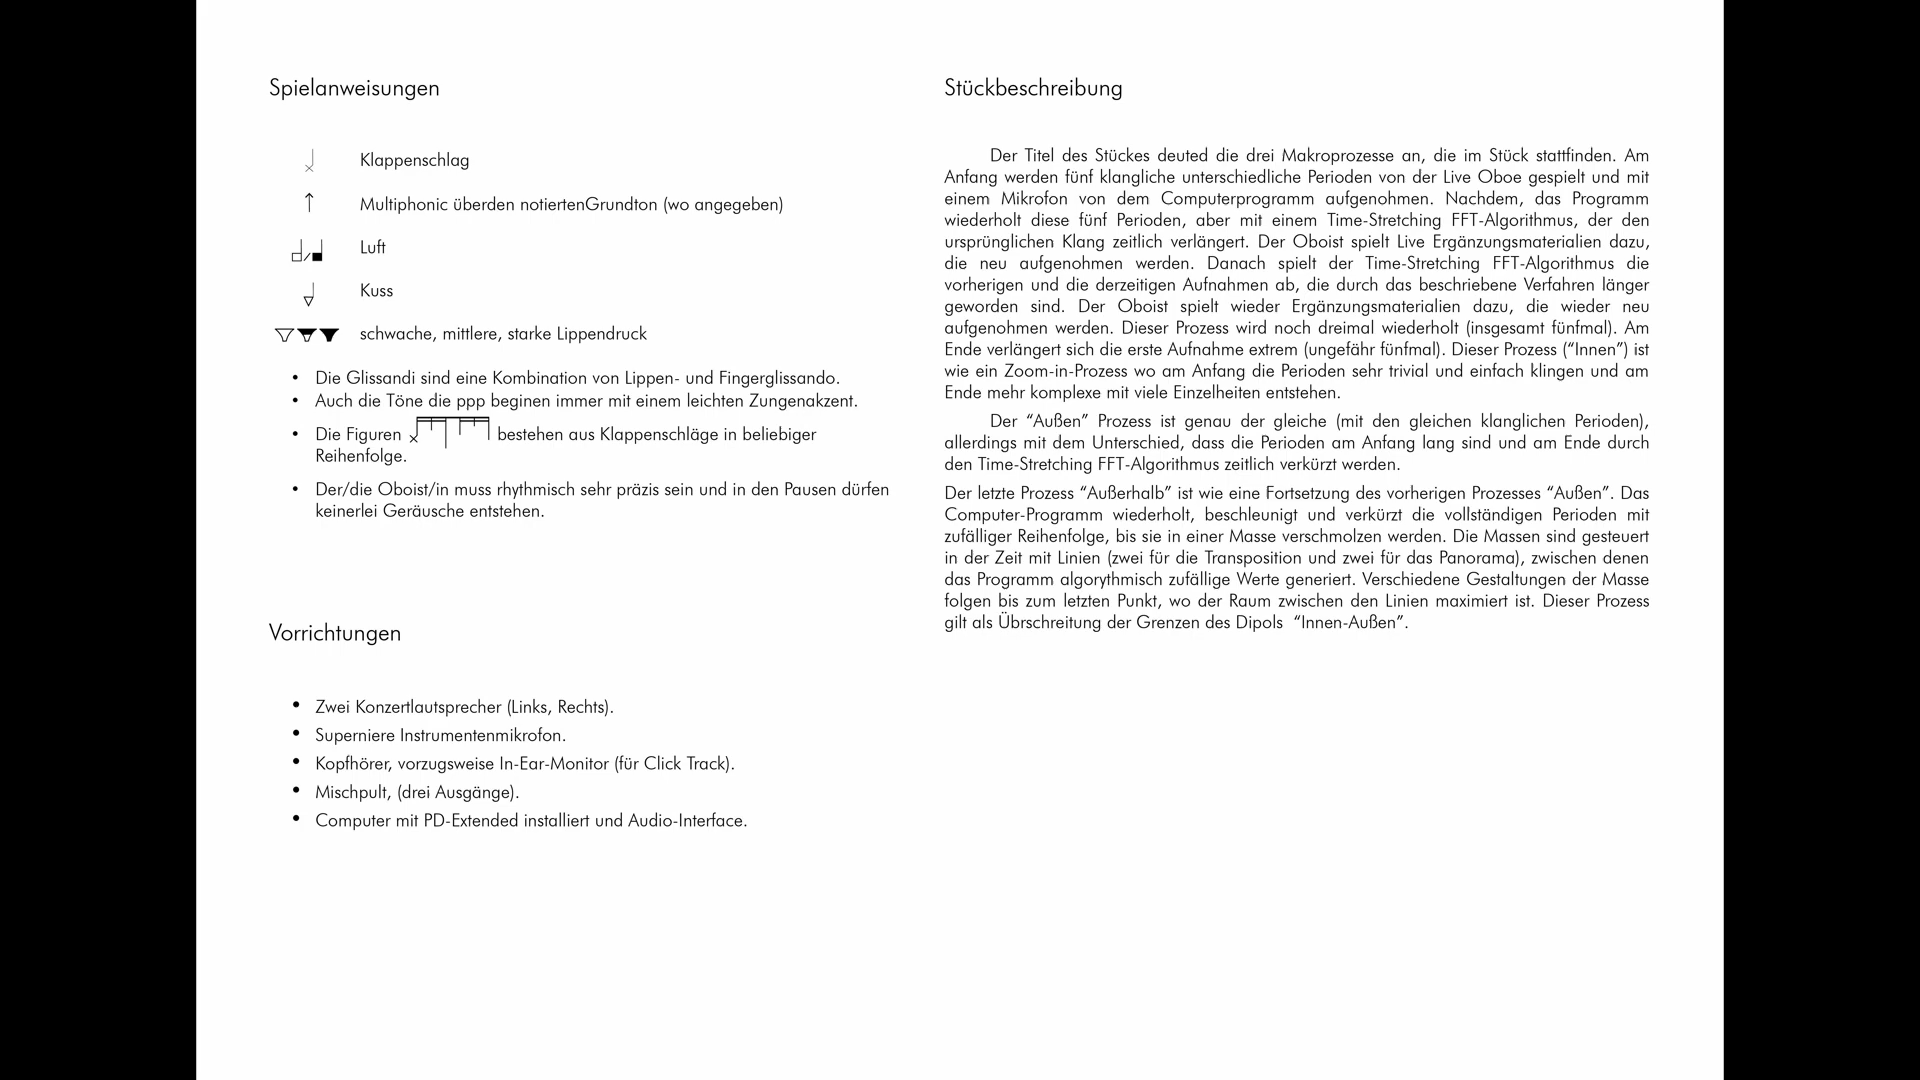 Spielanweisungen
Klappenschlag
Multiphonic überden notiertenGrundton (wo angegeben)
Luft
Kuss
schwache, mittlere, starke Lippendruck
• Die Glissandi sind eine Kombination von Lippen- und Fingerglissando.
• Auch die Töne die ppp beginen immer mit einem leichten Zungenakzent.
• Die Figuren bestehen aus Klappenschläge in beliebiger
Reihenfolge.
• Der/die Oboist/in muss rhythmisch sehr präzis sein und in den Pausen dürfen
keinerlei Geräusche entstehen.
Vorrichtungen
• Zwei Konzertlautsprecher (Links, Rechts).
• Superniere Instrumentenmikrofon.
• Kopfhörer, vorzugsweise In-Ear-Monitor (für Click Track).
• Mischpult, (drei Ausgänge).
• Computer mit PD-Extended installiert und Audio-Interface.
Stückbeschreibung
Der Titel des Stückes deuted die drei Makroprozesse an, die im Stück stattfinden. Am
Anfang werden fünf klangliche unterschiedliche Perioden von der Live Oboe gespielt und mit
einem Mikrofon von dem Computerprogramm aufgenommen. Nachdem, das Programm
wiederholt diese fünf Perioden, aber mit einem Time-Stretching FFT-Algorithmus, der den
ursprünglichen Klang zeitlich verlängert. Der Oboist spielt Live Ergänzungsmaterialien dazu,
die neu aufgenohmen werden. Danach spielt der Time-Stretching FFT-Algorithmus die
vorherigen und die derzeitigen Aufnahmen ab, die durch das beschriebene Verfahren länger
geworden sind. Der Oboist spielt wieder Ergänzungsmaterialien dazu, die wieder neu
aufgenohmen werden. Dieser Prozess wird noch dreimal wiederholt (insgesamt fünfmal). Am
Ende verlängert sich die erste Aufnahme extrem (ungefähr fünfmal). Dieser Prozess (“Innen”) ist
wie ein Zoom-in-Prozess wo am Anfang die Perioden sehr trivial und einfach klingen und am
Ende mehr komplexe mit viele Einzelheiten entstehen.
Der “Außen” Prozess ist genau der gleiche (mit den gleichen klanglichen Perioden),
allerdings mit dem Unterschied, dass die Perioden am Anfang lang sind und am Ende durch
den Time-Stretching FFT-Algorithmus zeitlich verkürzt werden.
Der letzte Prozess “Außerhalb” ist wie eine Fortsetzung des vorherigen Prozesses “Außen”. Das
Computer-Programm wiederholt, beschleunigt und verkürzt die vollständigen Perioden mit
zufälliger Reihenfolge, bis sie in einer Masse verschmolzen werden. Die Massen sind gesteuert
in der Zeit mit Linien (zwei für die Transposition und zwei für das Panorama), zwischen denen
das Programm algorythmisch zufällige Werte generiert. Verschiedene Gestaltungen der Masse
folgen bis zum letzten Punkt, wo der Raum zwischen den Linien maximiert ist. Dieser Prozess
gilt als Übrschreitung der Grenzen des Dipols “Innen-Außen”.